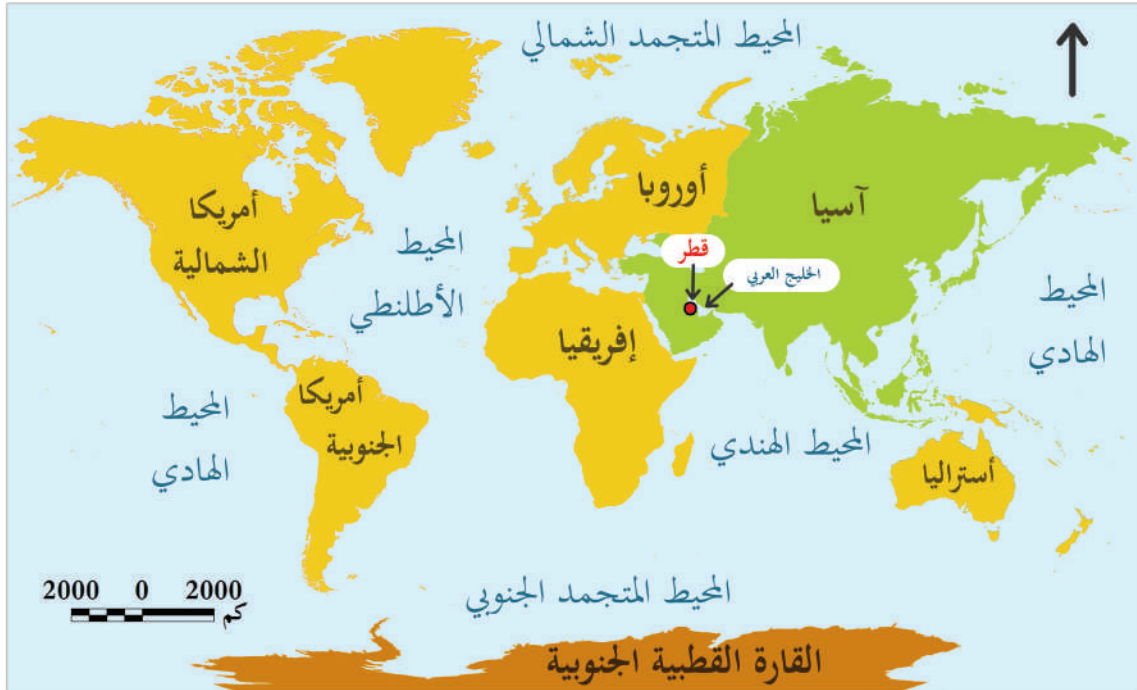 المحيط المتجمد الشمالي
أوروبا
آسيا
أمريكا
الشمالية
المحيط
الأطلنطي
قطر
الخليج العربي
المحيط
الهادي
إفريقيا
أمريكا
الجنوبية
المحيط
الهادي
المحيط الهندي
أستراليا
2000 0 2000
كم
المحيط المتجمد الجنوبي
القارة القطبية الجنوبية